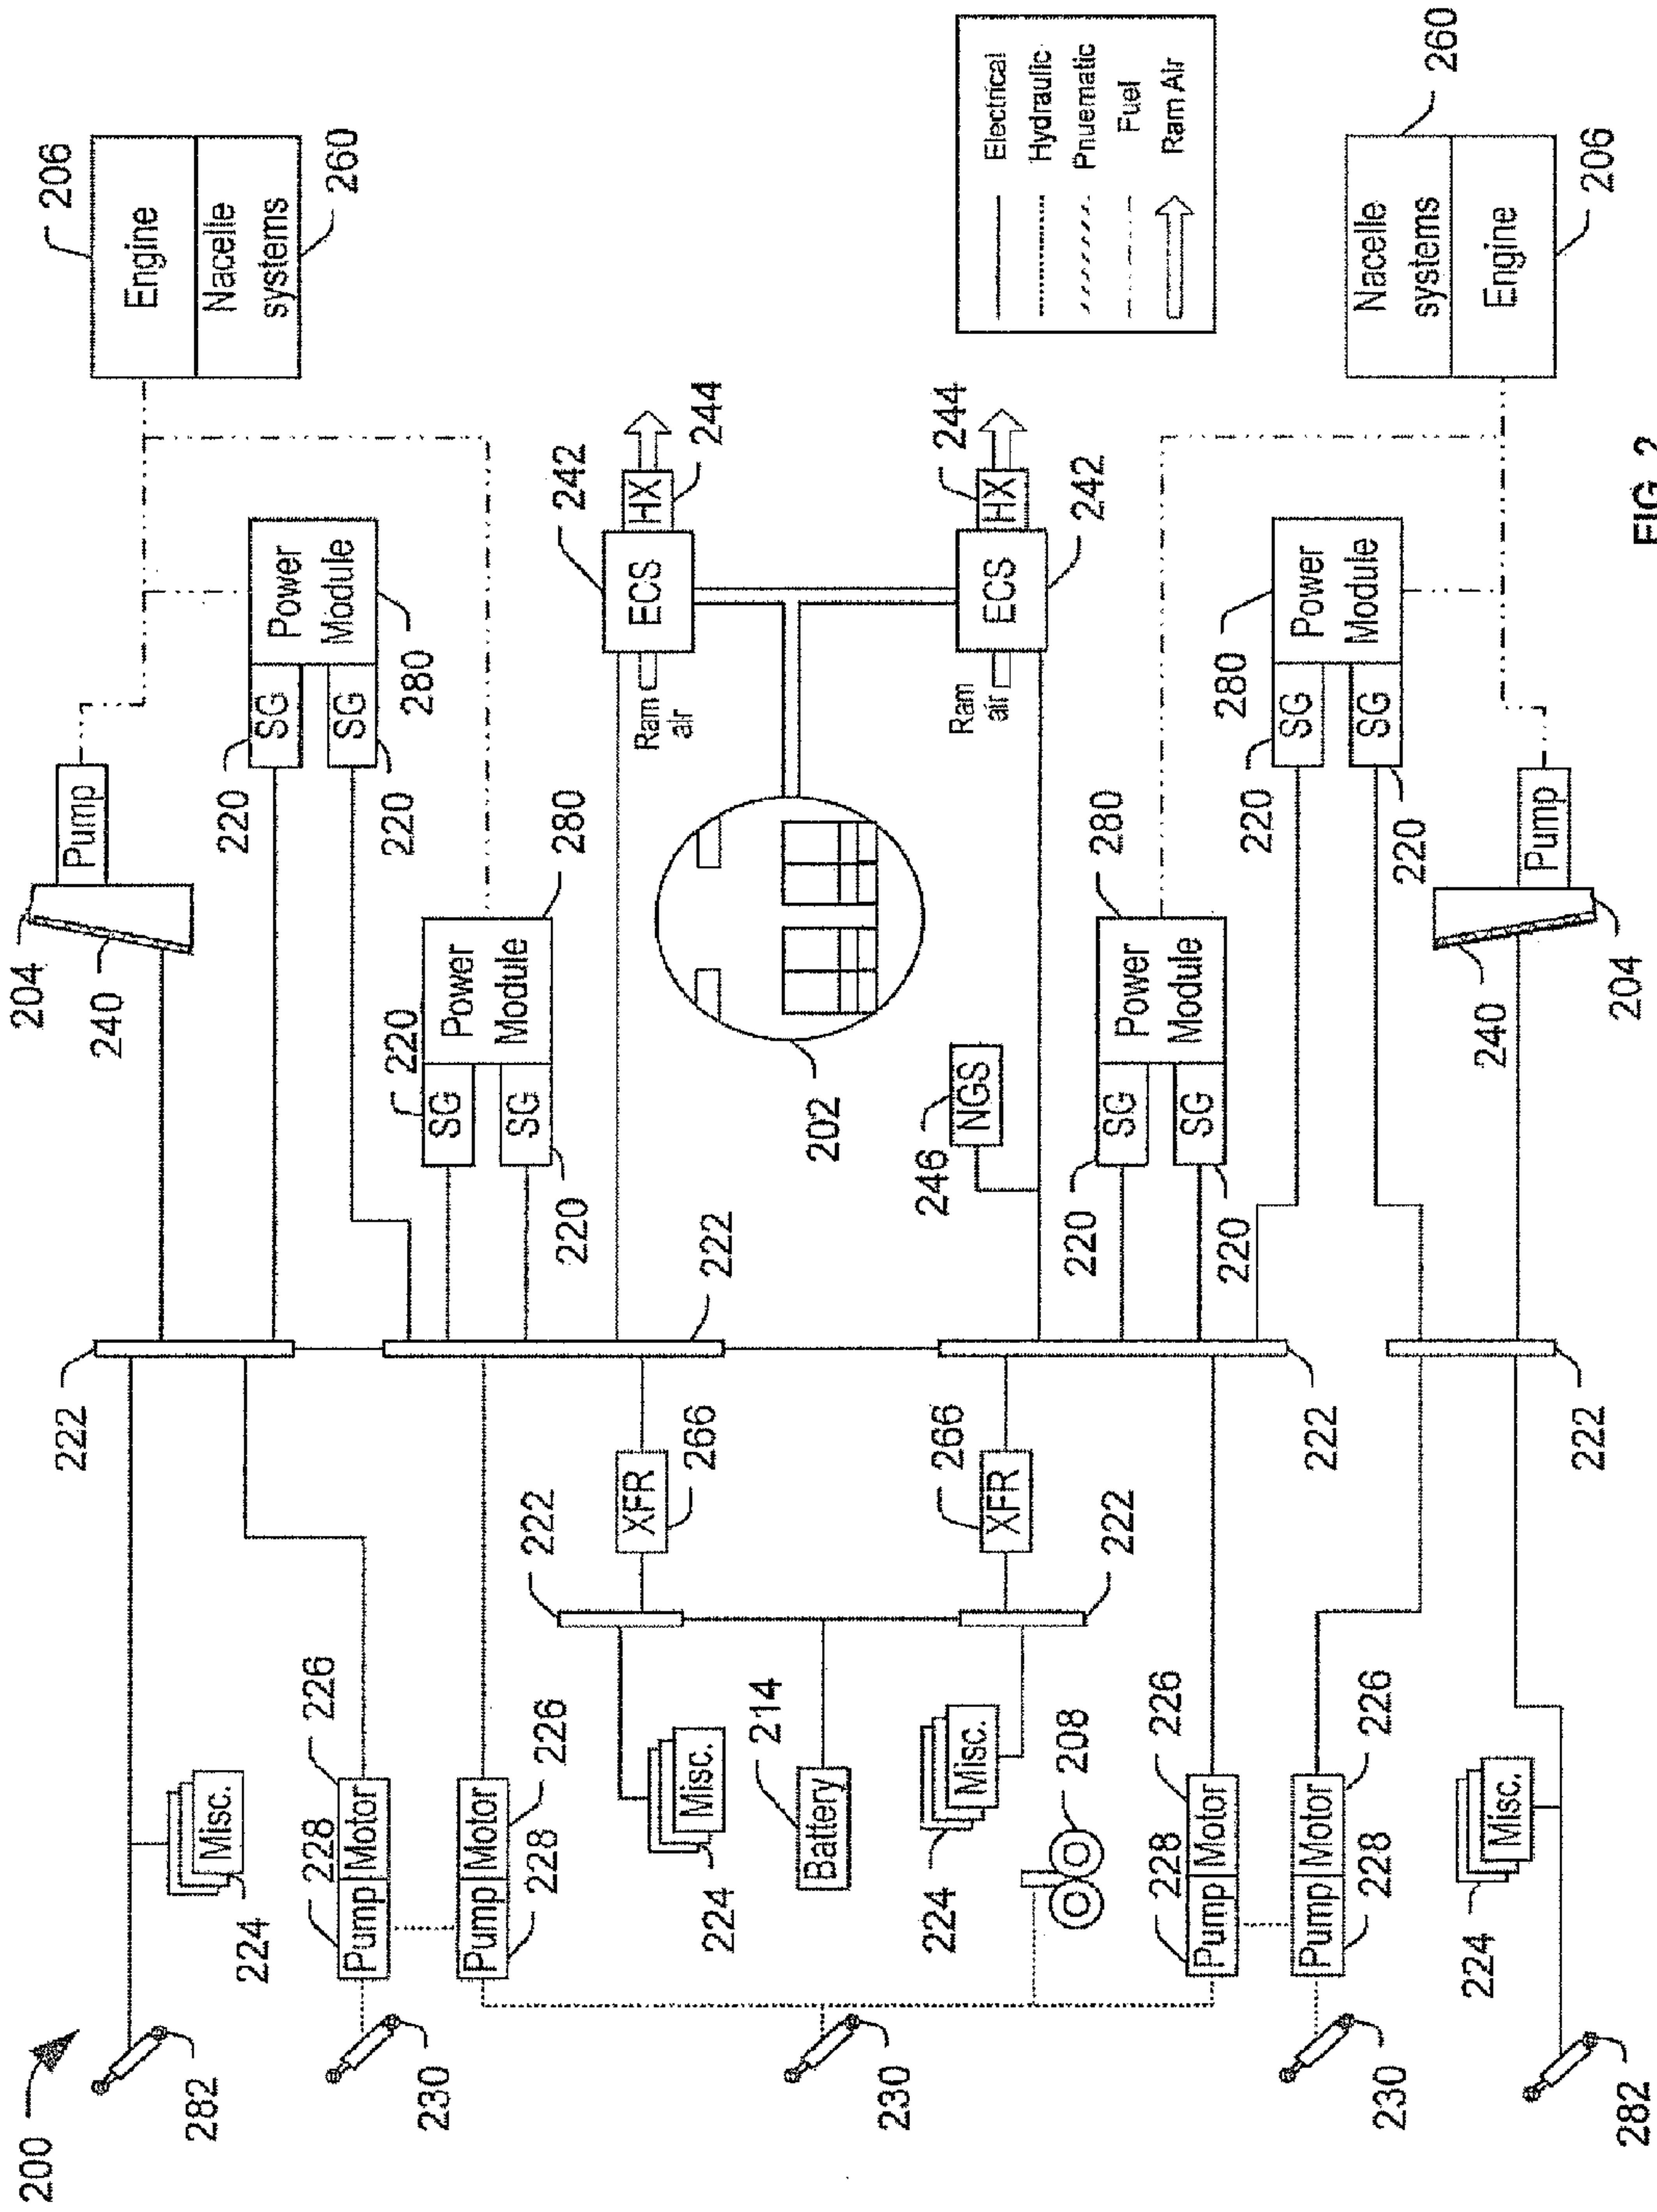 200
204
240
Pump
206
Engine
Nacelle
systems
260
282
222
224
Misc.
220
SG
Power
Module
SG
280
220
228
226
Pump
Motor
230
220
SG
Power
Module
SG
280
220
Pump
Motor
228
226
222
XFR
266
222
Ram
air
ECS
HX
242
244
Misc.
224
214
Battery
202
246
NGS
224
Misc.
208
230
Ram
air
ECS
HX
244
242
Electrical
Hydraulic
Pnuematic
Fuel
Ram Air
XFR
266
222
220
SG
Power
Module
SG
280
220
228
226
Pump
Motor
222
220
SG
Power
Module
SG
280
220
Pump
Motor
228
226
230
224
Misc.
222
240
Pump
204
Nacelle
systems
Engine
260
206
282
FIG. 2